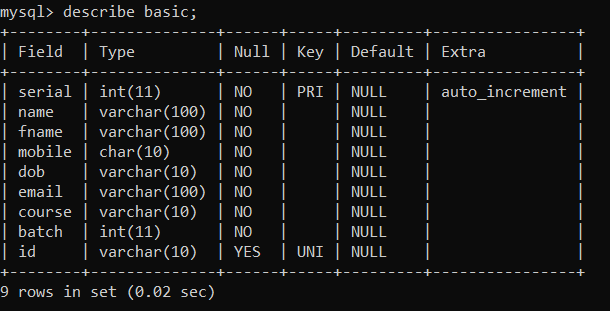 mysql> describe basic;
+--------+--------------+------+-----+---------+----------------+
| Field  | Type         | Null | Key | Default | Extra          |
+--------+--------------+------+-----+---------+----------------+
| serial | int(11)      | NO   | PRI | NULL    | auto_increment |
| name   | varchar(100) | NO   |     | NULL    |                |
| fname  | varchar(100) | NO   |     | NULL    |                |
| mobile | char(10)     | NO   |     | NULL    |                |
| dob    | varchar(10)  | NO   |     | NULL    |                |
| email  | varchar(100) | NO   |     | NULL    |                |
| course | varchar(10)  | NO   |     | NULL    |                |
| batch  | int(11)      | NO   |     | NULL    |                |
| id     | varchar(10)  | YES  | UNI | NULL    |                |
+--------+--------------+------+-----+---------+----------------+
9 rows in set (0.02 sec)